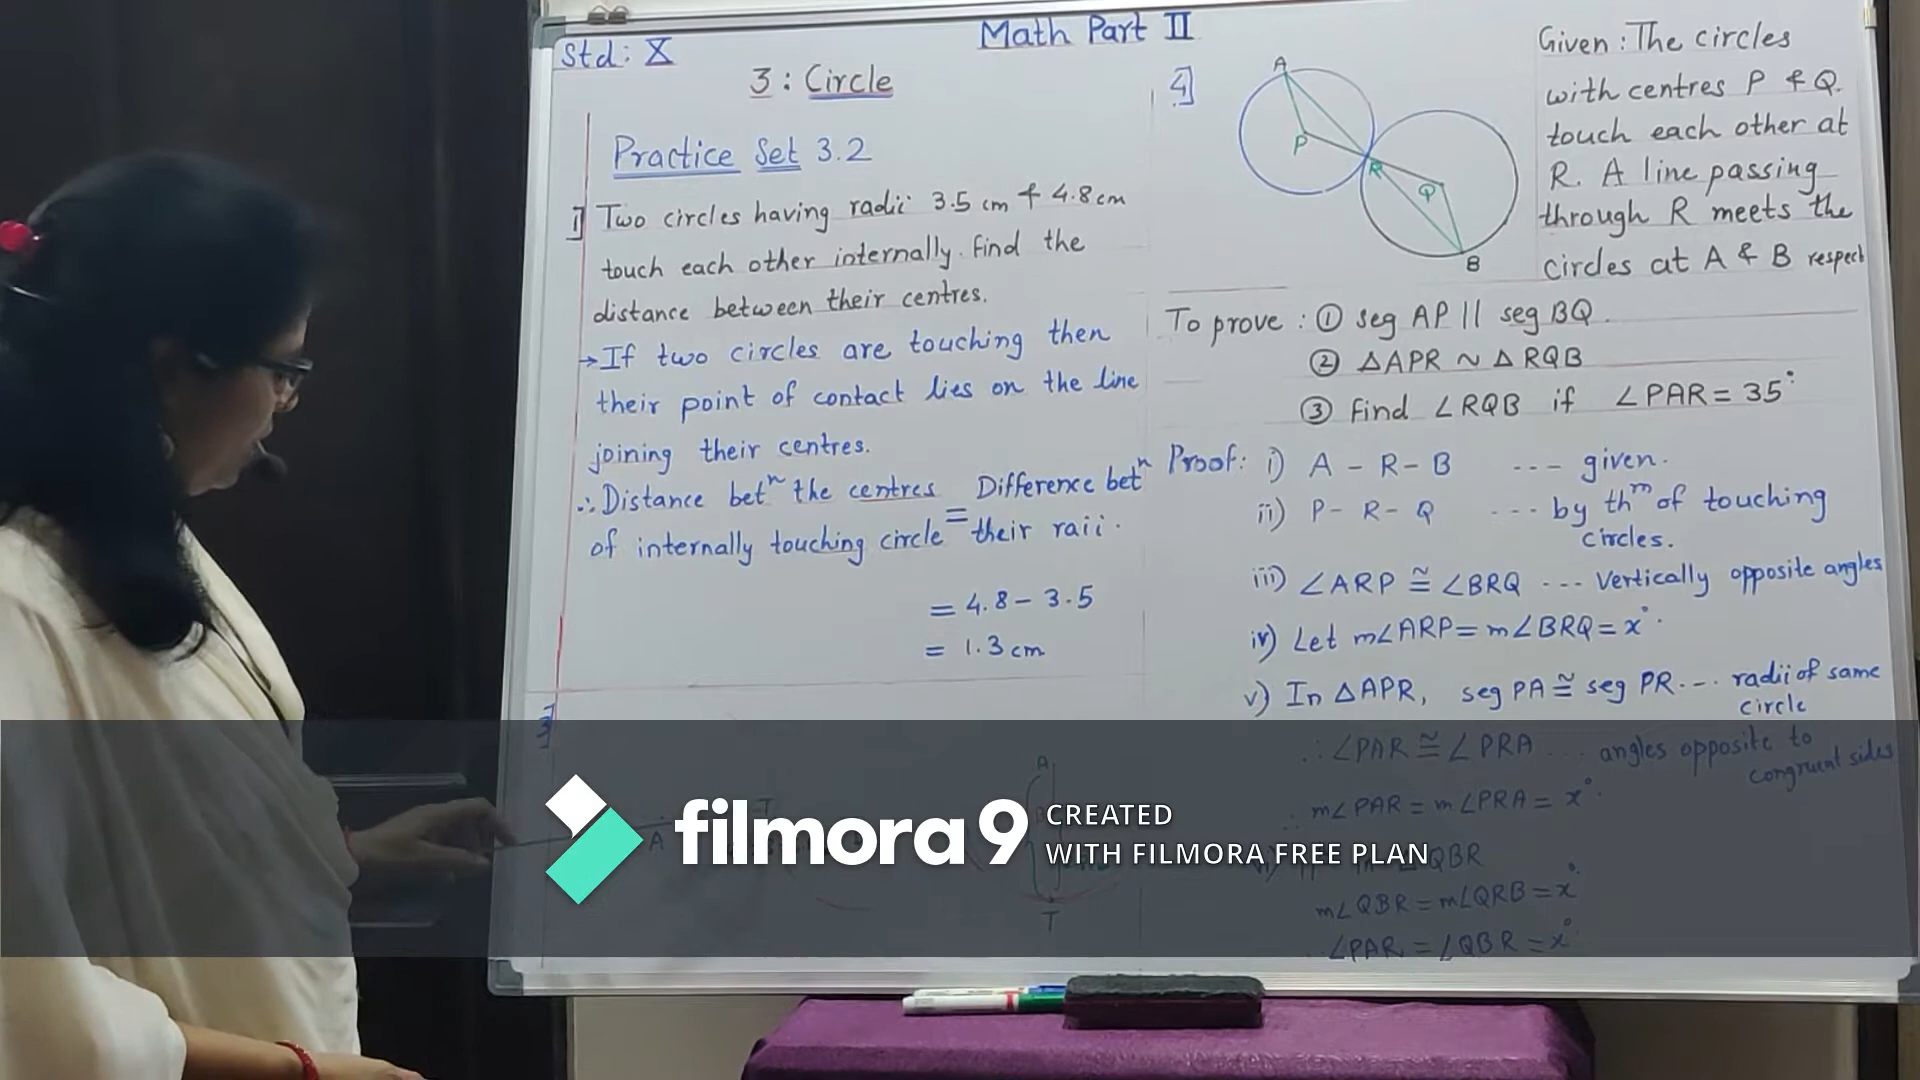 Std: X
Math Part II
3 : Circle
Practice Set 3.2
1] Two circles having radii 3.5 cm & 4.8 cm
touch each other internally. Find the
distance between their centres.
→ If two circles are touching then
their point of contact lies on the line
joining their centres.
∴ Distance betⁿ the centres = Difference betⁿ
of internally touching circle their raii.
= 4.8 - 3.5
= 1.3 cm
3]
A
T
A
T
4]
A
P
R
Q
B
Given : The circles
with centres P & Q
touch each other at
R. A line passing
through R meets the
circles at A & B respect
To prove : ① seg AP || seg BQ.
② △APR ~ △RQB
③ Find ∠RQB if ∠PAR = 35°
Proof: i) A - R - B --- given.
ii) P - R - Q --- by thᵐ of touching
circles.
iii) ∠ARP ≅ ∠BRQ --- Vertically opposite angles
iv) Let m∠ARP = m∠BRQ = x°.
v) In △APR, seg PA ≅ seg PR --- radii of same
circle
∴ ∠PAR ≅ ∠PRA ... angles opposite to
congruent sides
∴ m∠PAR = m∠PRA = x°.
QBR
m∠QBR = m∠QRB = x°
∴ ∠PAR = ∠QBR = x°
filmora9 CREATED
WITH FILMORA FREE PLAN